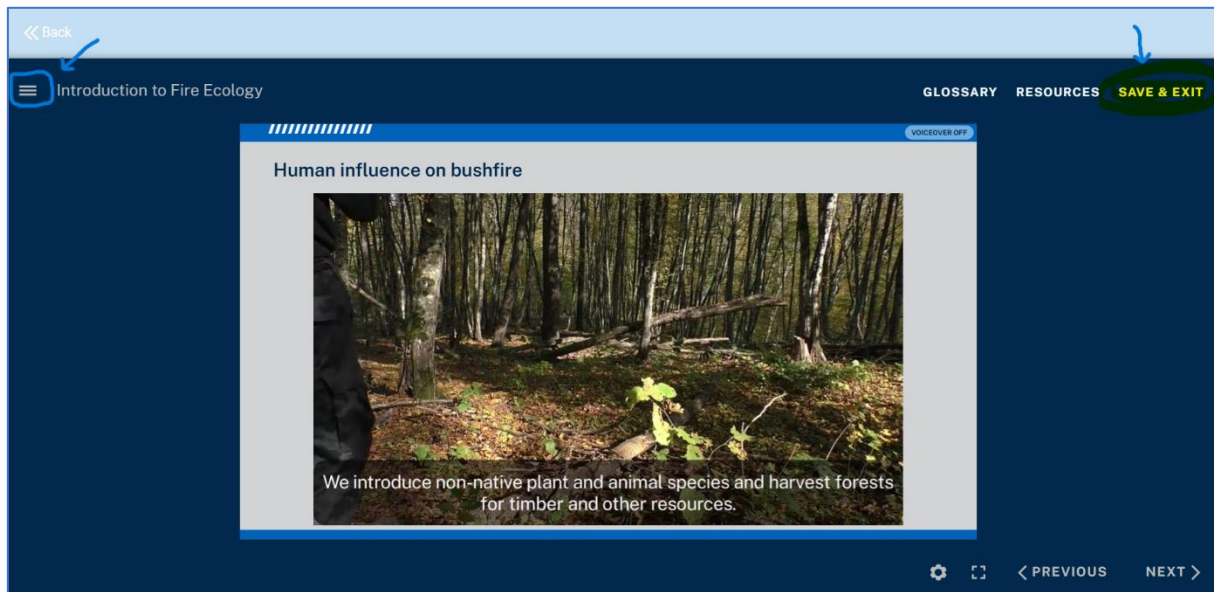 Back
Introduction to Fire Ecology
GLOSSARY RESOURCES SAVE & EXIT
VOICEOVER OFF
Human influence on bushfire
We introduce non-native plant and animal species and harvest forests
for timber and other resources.
PREVIOUS NEXT